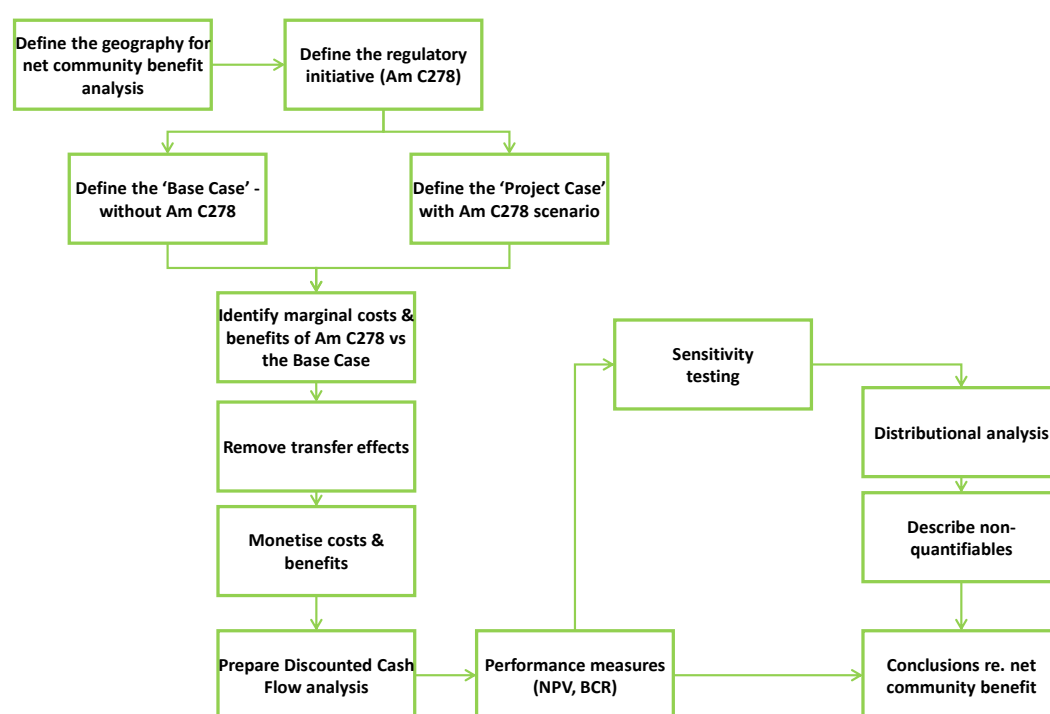 Define the geography for
net community benefit
analysis
Define the regulatory
initiative (Am C278)
Define the ‘Base Case’ -
without Am C278
Define the ‘Project Case’
with Am C278 scenario
Identify marginal costs &
benefits of Am C278 vs
the Base Case
Remove transfer effects
Monetise costs &
benefits
Prepare Discounted Cash
Flow analysis
Performance measures
(NPV, BCR)
Sensitivity
testing
Distributional analysis
Describe non-
quantifiables
Conclusions re. net
community benefit